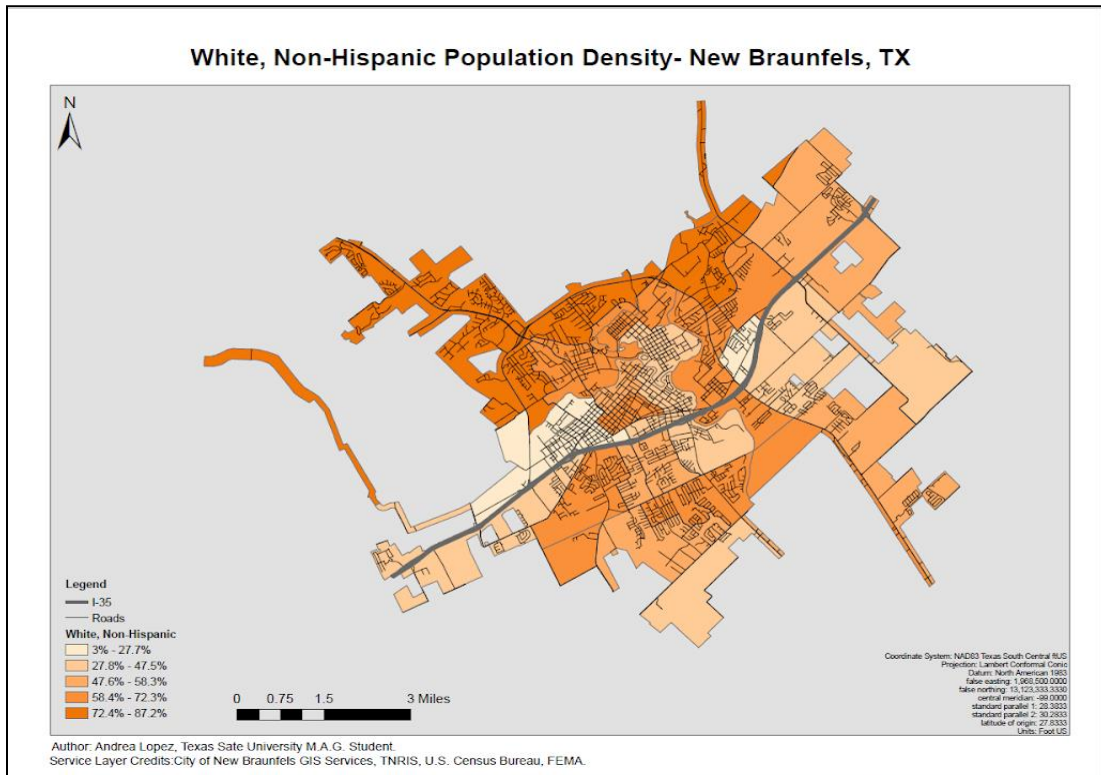 White, Non-Hispanic Population Density- New Braunfels, TX
N
Legend
I-35
Roads
White, Non-Hispanic
3% - 27.7%
27.8% - 47.5%
47.6% - 58.3%
58.4% - 72.3%
72.4% - 87.2%
0 0.75 1.5 3 Miles
Coordinate System: NAD83 Texas South Central ftUS
Projection: Lambert Conformal Conic
Datum: North American 1983
false easting: 1,968,500.0000
false northing: 13,123,333.3330
central meridian: -99.0000
standard parallel 1: 28.3833
standard parallel 2: 30.2833
latitude of origin: 27.8333
Units: Foot US
Author: Andrea Lopez, Texas Sate University M.A.G. Student.
Service Layer Credits:City of New Braunfels GIS Services, TNRIS, U.S. Census Bureau, FEMA.